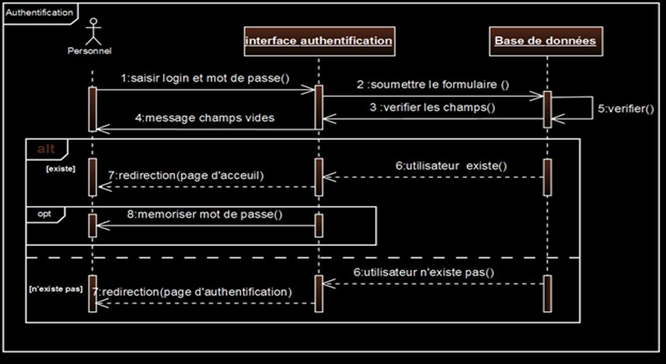 Authentification
Personnel
interface authentification
Base de données
1:saisir login et mot de passe()
2 :soumettre le formulaire ()
3 :verifier les champs()
4:message champs vides
5:verifier()
alt
[existe]
6:utilisateur existe()
7:redirection(page d'acceuil)
opt
8:memoriser mot de passe()
6:utilisateur n'existe pas()
[n'existe pas]
7:redirection(page d'authentification)